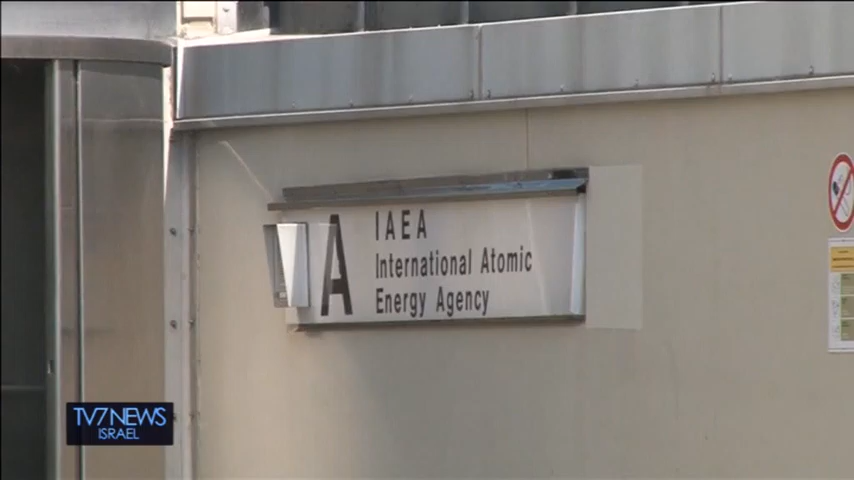 A
IAEA
International Atomic
Energy Agency
TV7NEWS
ISRAEL